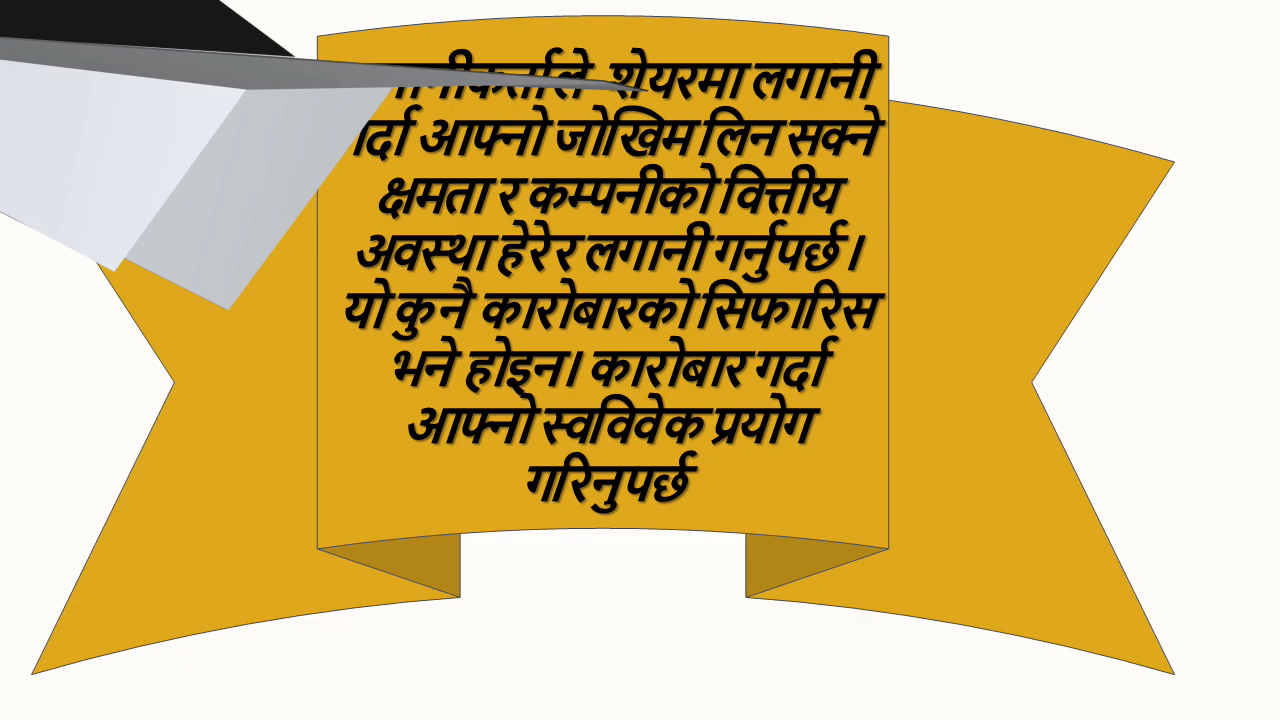 शेयरमा लगानी
गर्दा आफ्नो जोखिम लिन सक्ने
क्षमता र कम्पनीको वित्तीय
अवस्था हेरेर लगानी गर्नुपर्छ ।
यो कुनै कारोबारको सिफारिस
भने होइन। कारोबार गर्दा
आफ्नो स्वविवेक प्रयोग
गरिनुपर्छ